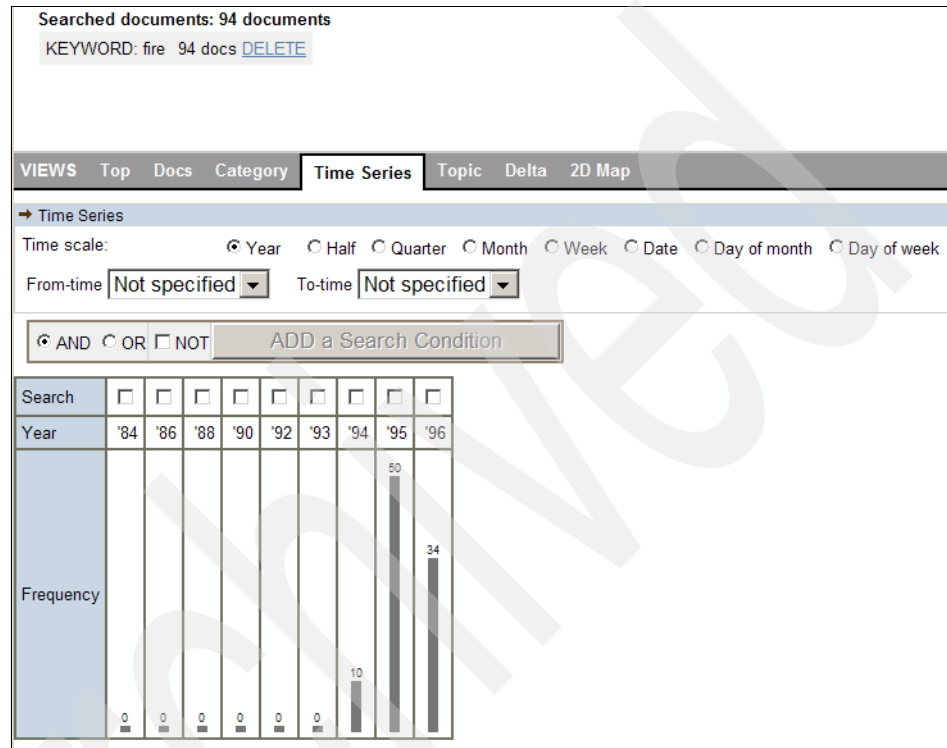 Searched documents: 94 documents
KEYWORD: fire 94 docs DELETE
VIEWS Top Docs Category Time Series Topic Delta 2D Map
Time Series
Time scale: Year Half Quarter Month Week Date Day of month Day of week
From-time Not specified To-time Not specified
AND OR NOT ADD a Search Condition
Search
Year '84 '86 '88 '90 '92 '93 '94 '95 '96
Frequency 0 0 0 0 0 0 10 50 34